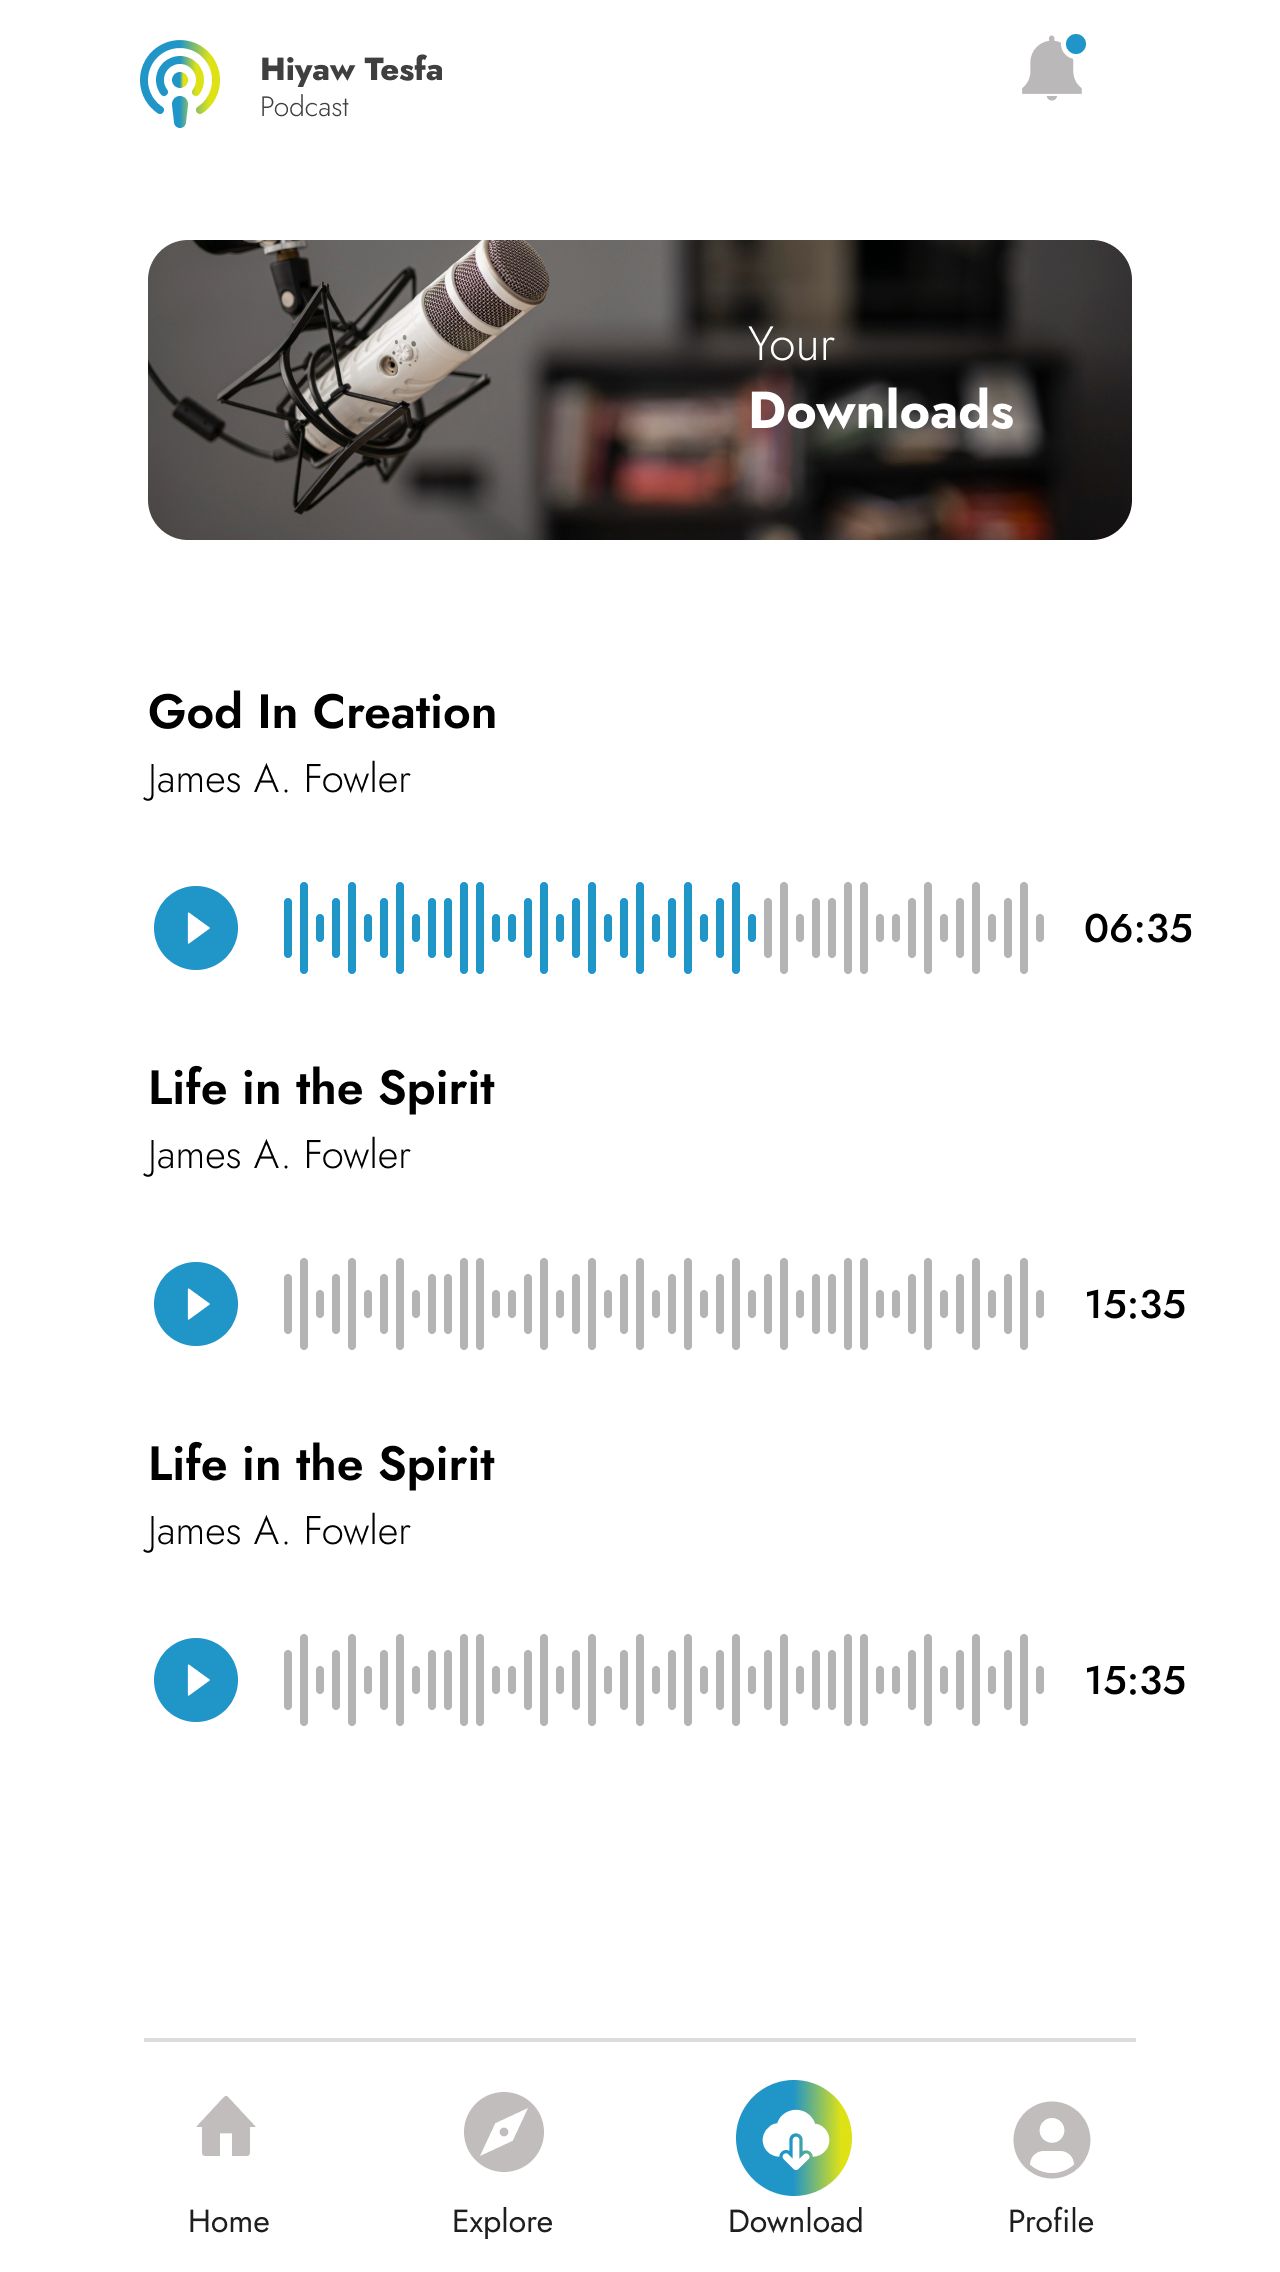 Hiyaw Tesfa
Podcast
Your
Downloads
God In Creation
James A. Fowler
06:35
Life in the Spirit
James A. Fowler
15:35
Life in the Spirit
James A. Fowler
15:35
Home
Explore
Download
Profile